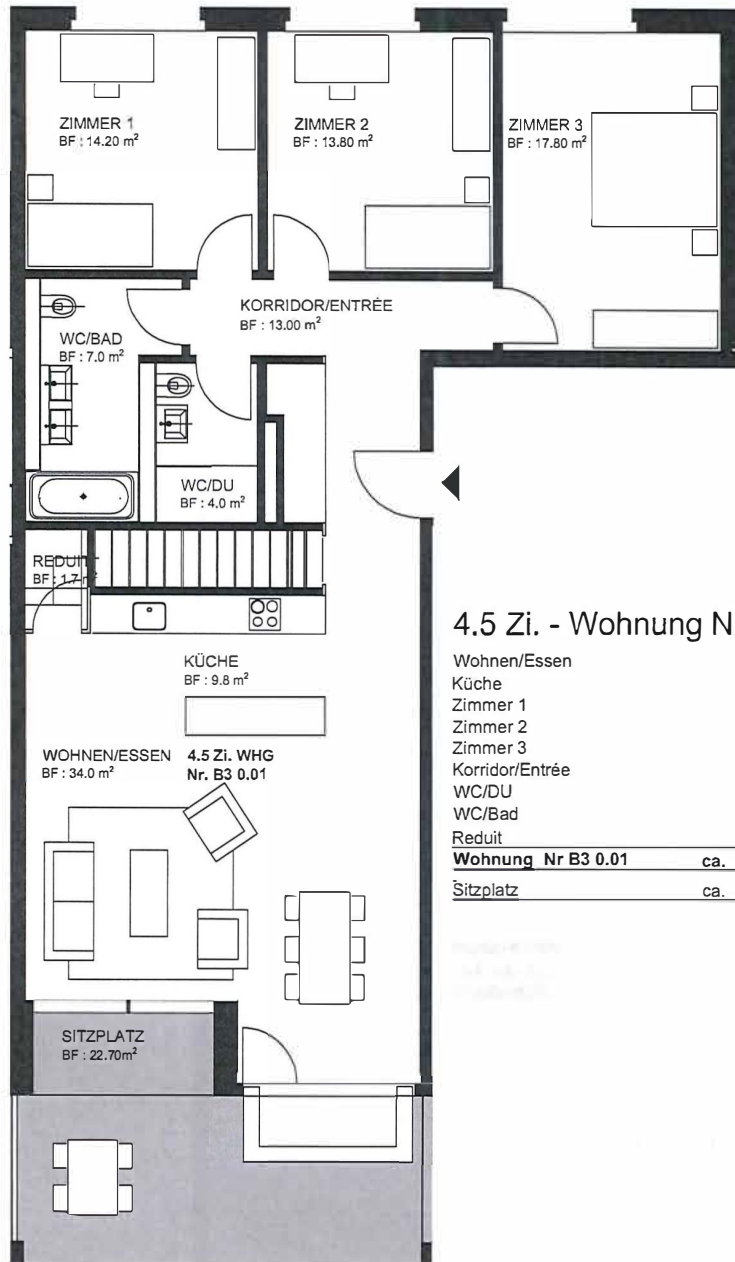 ZIMMER 1
BF : 14.20 m²
ZIMMER 2
BF : 13.80 m²
ZIMMER 3
BF : 17.80 m²
KORRIDOR/ENTRÉE
BF : 13.00 m²
WC/BAD
BF : 7.0 m²
WC/DU
BF : 4.0 m²
REDUIT
BF : 1.7 m²
KÜCHE
BF : 9.8 m²
WOHNEN/ESSEN
BF : 34.0 m²
4.5 Zi. WHG
Nr. B3 0.01
SITZPLATZ
BF : 22.70m²
4.5 Zi. - Wohnung N
Wohnen/Essen
Küche
Zimmer 1
Zimmer 2
Zimmer 3
Korridor/Entrée
WC/DU
WC/Bad
Reduit
Wohnung Nr B3 0.01 ca.
Sitzplatz ca.